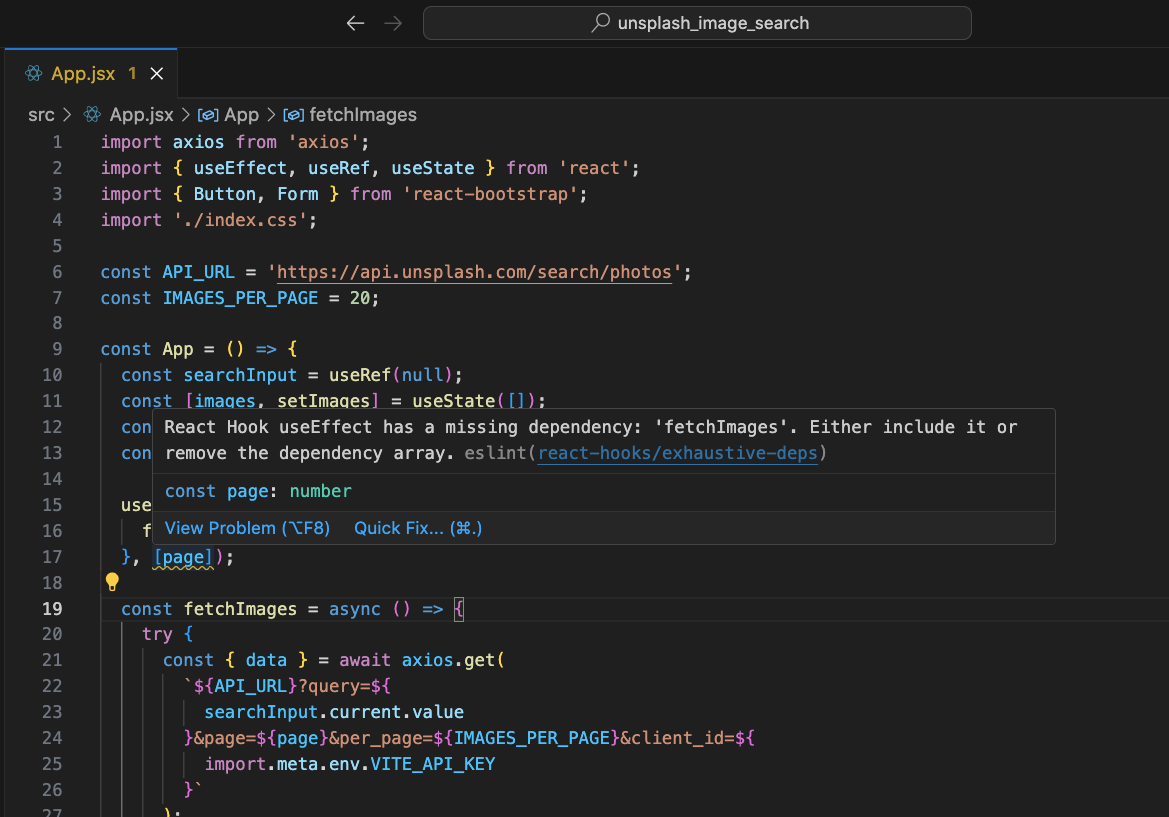 unsplash_image_search
App.jsx 1
src > App.jsx > App > fetchImages
1 import axios from 'axios';
2 import { useEffect, useRef, useState } from 'react';
3 import { Button, Form } from 'react-bootstrap';
4 import './index.css';
5
6 const API_URL = 'https://api.unsplash.com/search/photos';
7 const IMAGES_PER_PAGE = 20;
8
9 const App = () => {
10 const searchInput = useRef(null);
11 const [images, setImages] = useState([]);
12 con
React Hook useEffect has a missing dependency: 'fetchImages'. Either include it or
13 con
remove the dependency array. eslint(react-hooks/exhaustive-deps)
14
const page: number
15 use
16 f
View Problem (⌥F8) Quick Fix... (⌘.)
17 }, [page]);
18
19 const fetchImages = async () => {
20 try {
21 const { data } = await axios.get(
22 `${API_URL}?query=${
23 searchInput.current.value
24 }&page=${page}&per_page=${IMAGES_PER_PAGE}&client_id=${
25 import.meta.env.VITE_API_KEY
26 }`
27 );